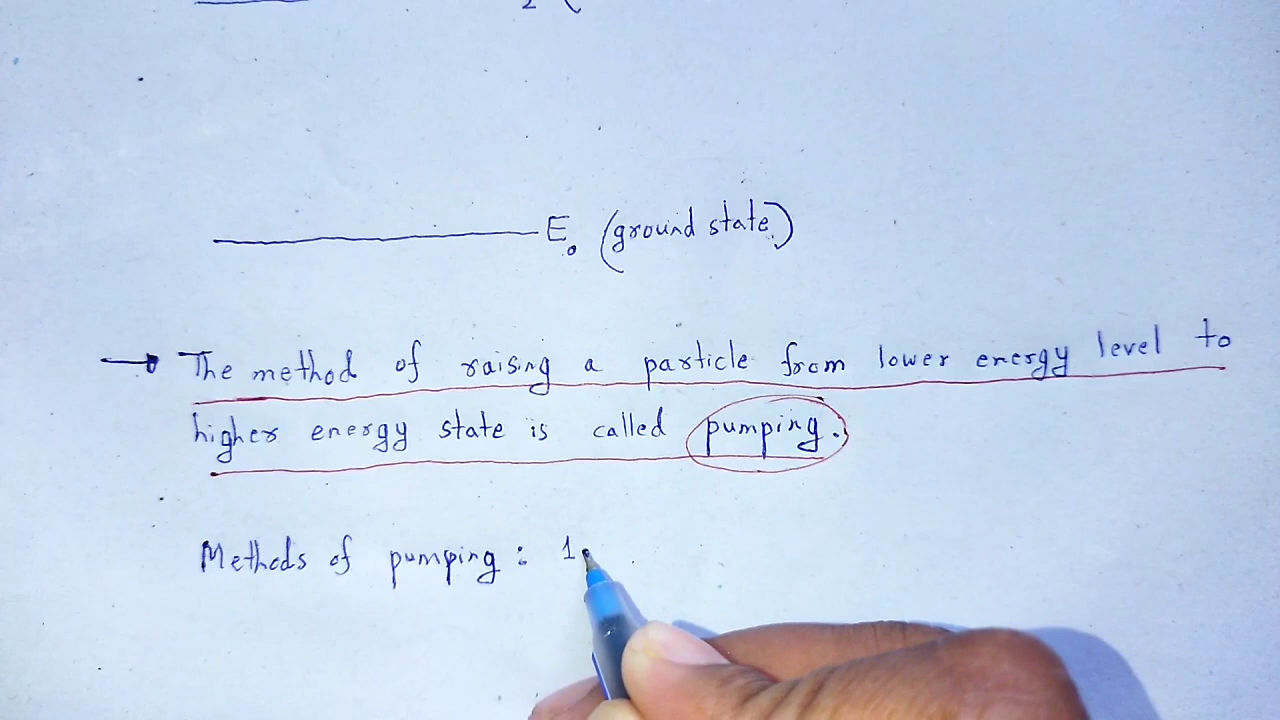 E₀ (ground state)
→ The method of raising a particle from lower energy level to
higher energy state is called pumping.
Methods of pumping : 1.